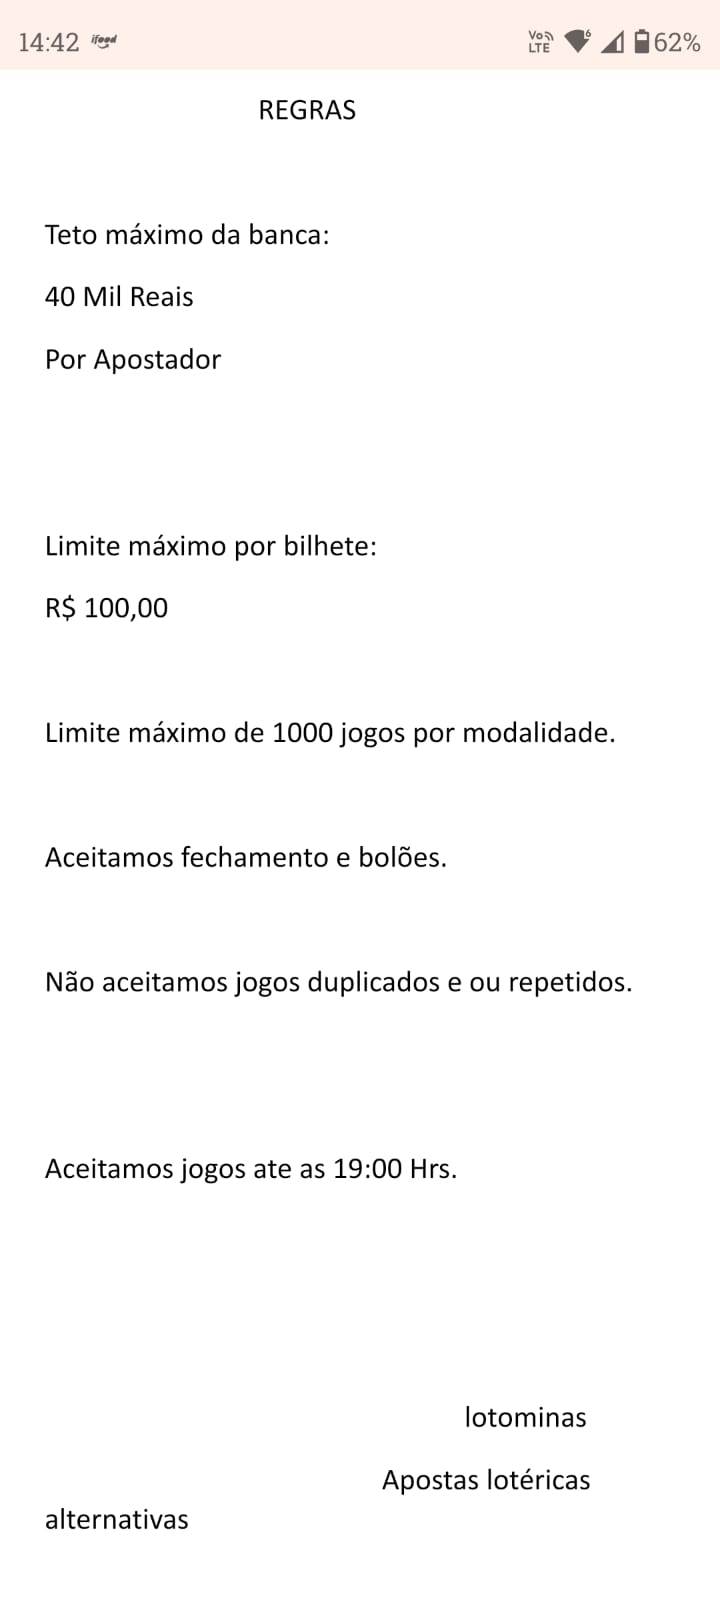 14:42 ifood Vo LTE 6 62%
REGRAS
Teto máximo da banca:
40 Mil Reais
Por Apostador
Limite máximo por bilhete:
R$ 100,00
Limite máximo de 1000 jogos por modalidade.
Aceitamos fechamento e bolões.
Não aceitamos jogos duplicados e ou repetidos.
Aceitamos jogos ate as 19:00 Hrs.
lotominas
Apostas lotéricas
alternativas